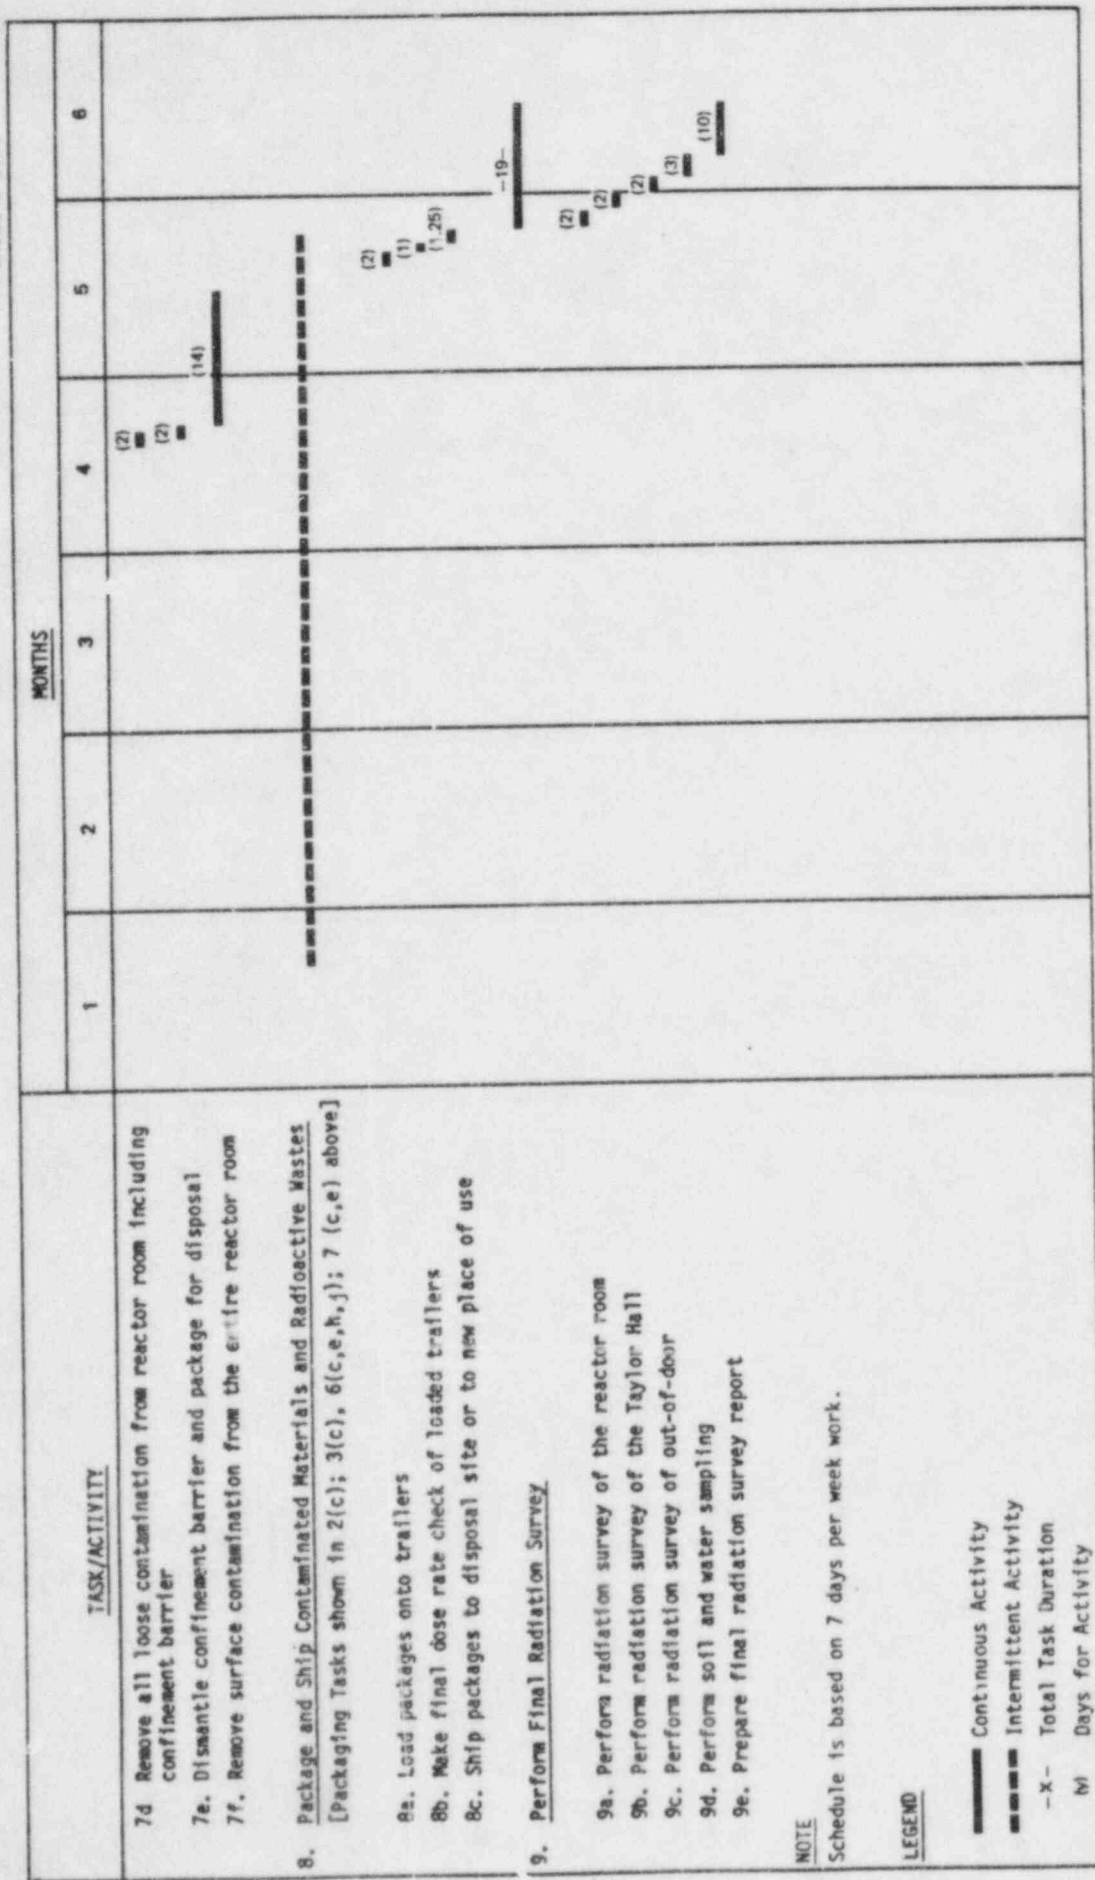 TASK/ACTIVITY
MONTHS
1 2 3 4 5 6
7d Remove all loose contamination from reactor room including
confinement barrier
(2)
7e. Dismantle confinement barrier and package for disposal
(2)
7f. Remove surface contamination from the entire reactor room
(14)
8. Package and Ship Contaminated Materials and Radioactive Wastes
[Packaging Tasks shown in 2(c); 3(c), 6(c,e,h,j); 7 (c,e) above]
8a. Load packages onto trailers
(2)
8b. Make final dose rate check of loaded trailers
(1)
8c. Ship packages to disposal site or to new place of use
(1.25)
9. Perform Final Radiation Survey
-19-
9a. Perform radiation survey of the reactor room
(2)
9b. Perform radiation survey of the Taylor Hall
(2)
9c. Perform radiation survey of out-of-door
(2)
9d. Perform soil and water sampling
(3)
9e. Prepare final radiation survey report
(10)
NOTE
Schedule is based on 7 days per week work.
LEGEND
Continuous Activity
Intermittent Activity
-X- Total Task Duration
Days for Activity